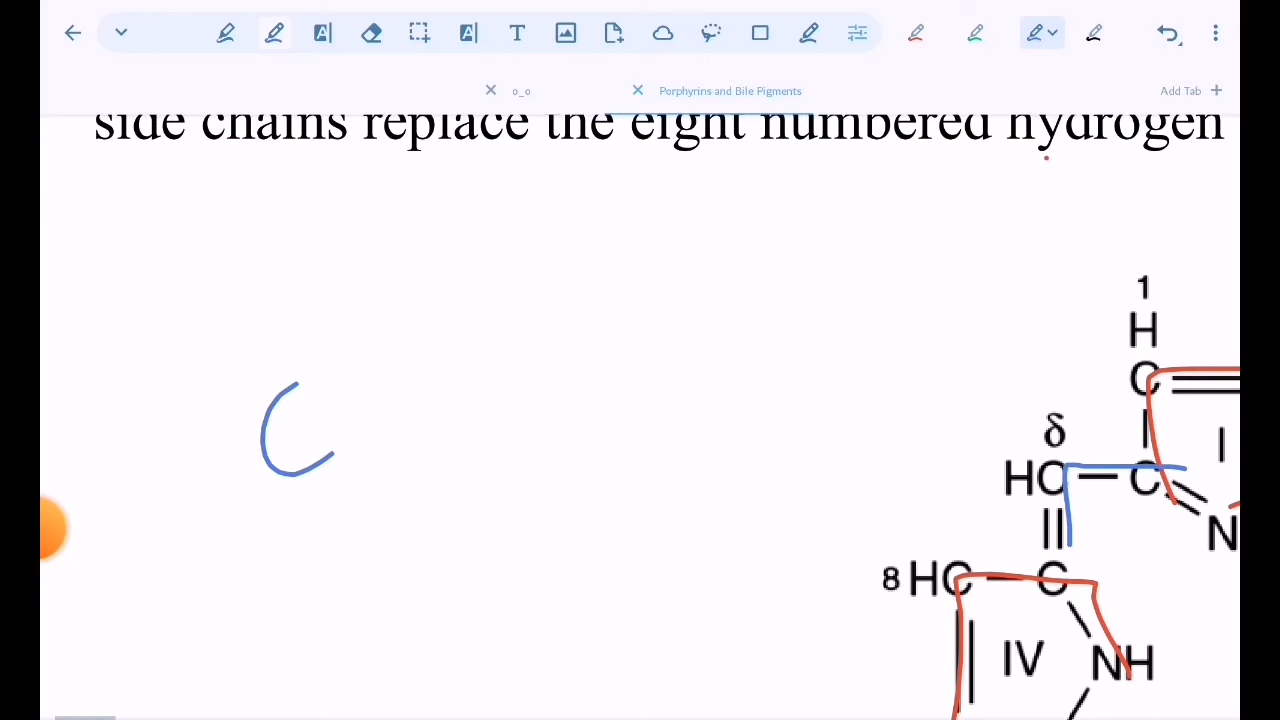 o_o
Porphyrins and Bile Pigments
Add Tab
side chains replace the eight numbered hydrogen
1
H
C
I
δ
HC
C
N
8 HC
C
IV
NH
C